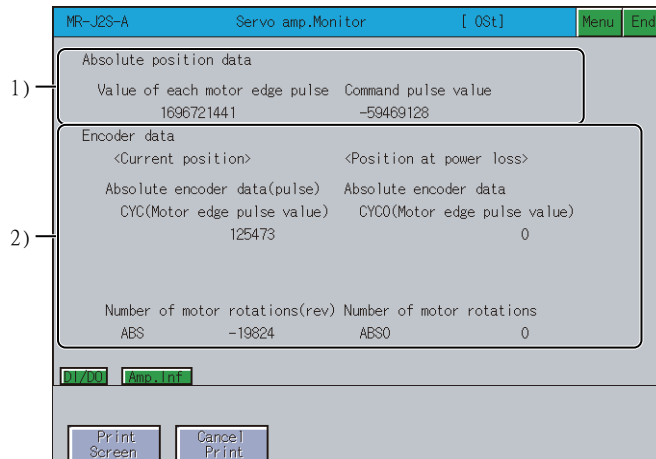 MR-J2S-A Servo amp.Monitor [ OSt] Menu End
1)
Absolute position data
Value of each motor edge pulse Command pulse value
1696721441 -59469128
2)
Encoder data
<Current position> <Position at power loss>
Absolute encoder data(pulse) Absolute encoder data
CYC(Motor edge pulse value) CYC0(Motor edge pulse value)
125473 0
Number of motor rotations(rev) Number of motor rotations
ABS -19824 ABS0 0
DI/DO Amp.Inf
Print Screen
Cancel Print